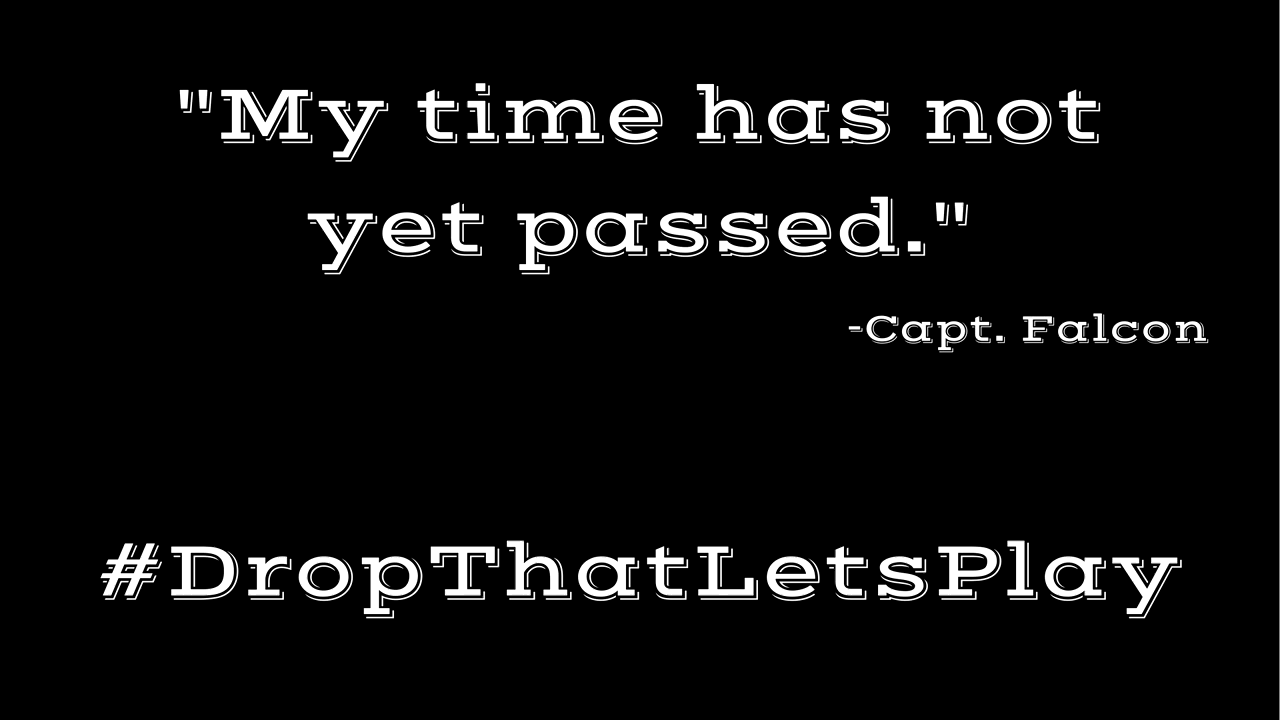 "My time has not
yet passed."
-Capt. Falcon
#DropThatLetsPlay